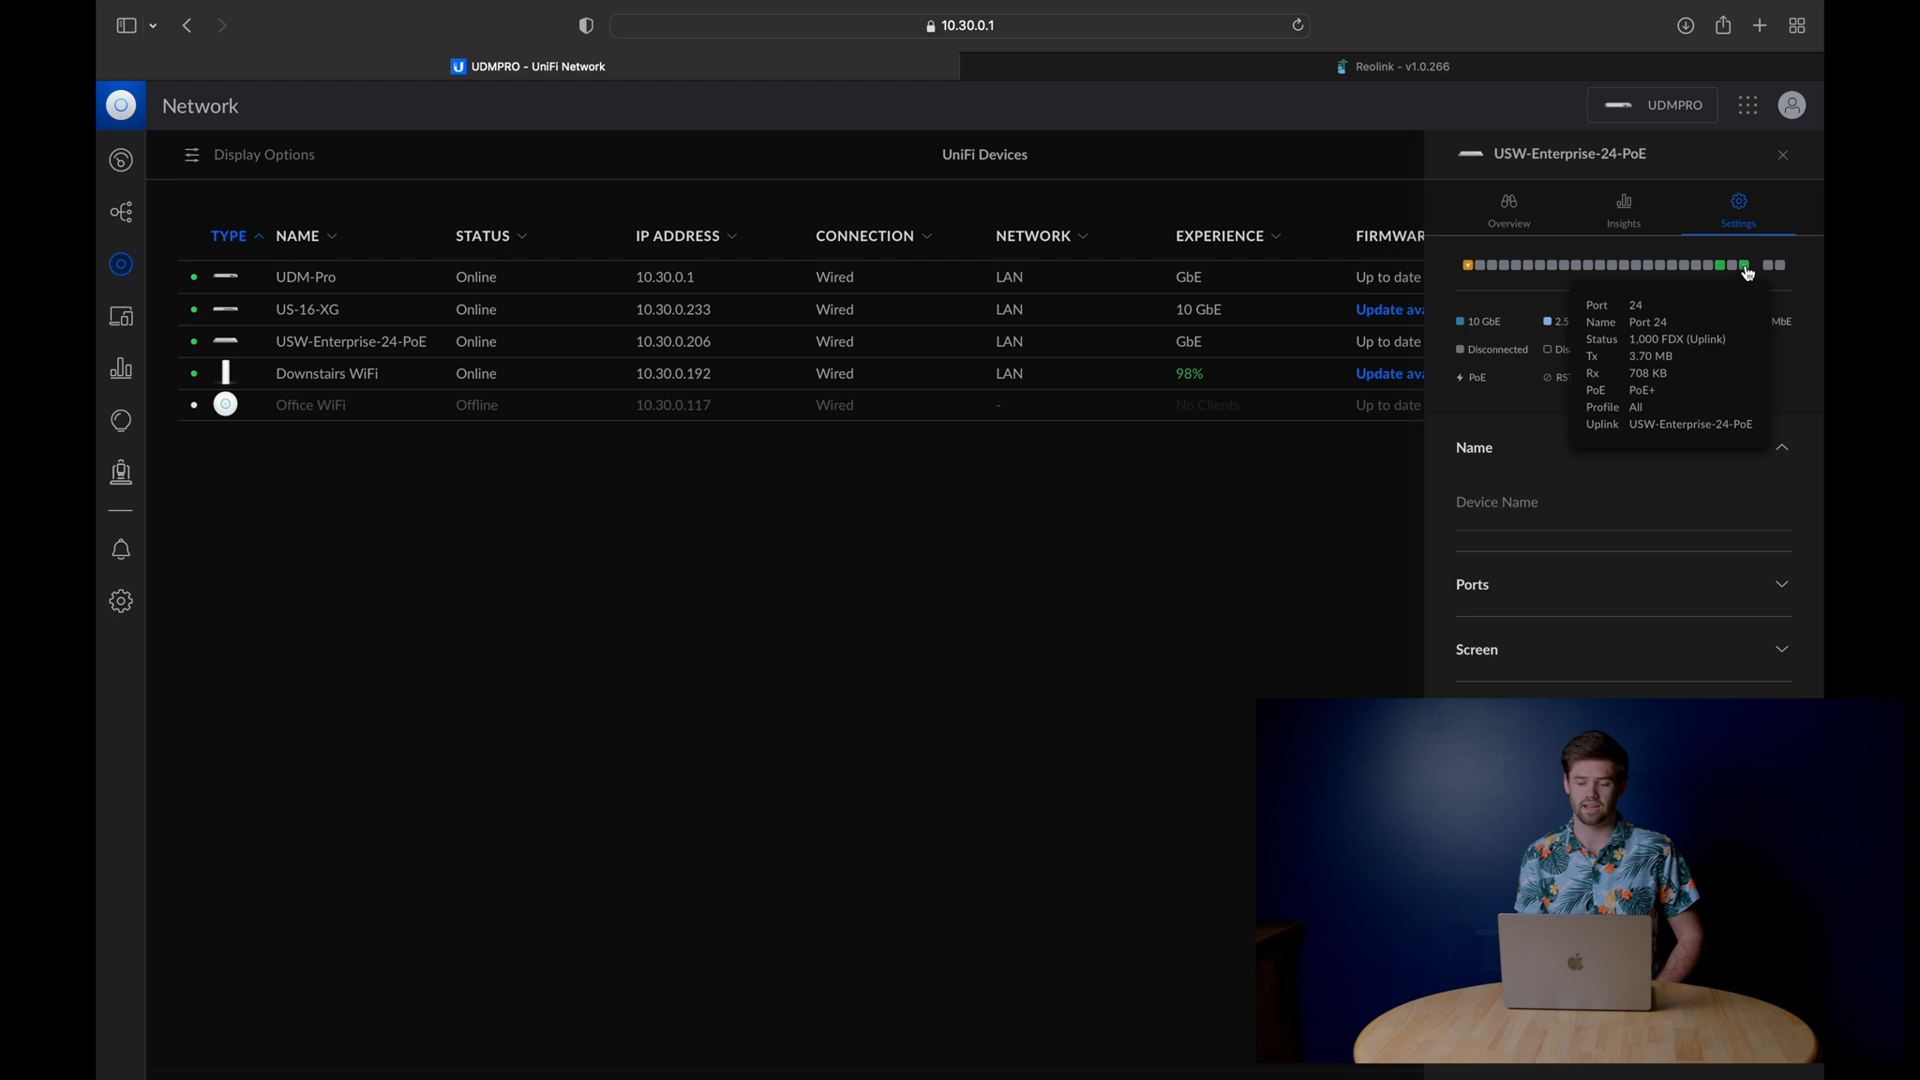 10.30.0.1
UDMPRO - UniFi Network
Reolink - v1.0.266
Network
UDMPRO
Display Options
UniFi Devices
USW-Enterprise-24-PoE
Overview
Insights
Settings
TYPE NAME STATUS IP ADDRESS CONNECTION NETWORK EXPERIENCE FIRMWAR
UDM-Pro Online 10.30.0.1 Wired LAN GbE Up to date
US-16-XG Online 10.30.0.233 Wired LAN 10 GbE Update ava
USW-Enterprise-24-PoE Online 10.30.0.206 Wired LAN GbE Up to date
Downstairs WiFi Online 10.30.0.192 Wired LAN 98% Update ava
Office WiFi Offline 10.30.0.117 Wired - No Clients Up to date
Port 24
Name Port 24
Status 1,000 FDX (Uplink)
Tx 3.70 MB
Rx 708 KB
PoE PoE+
Profile All
Uplink USW-Enterprise-24-PoE
10 GbE 2.5 MbE
Disconnected Dis
PoE RST
Name
Device Name
Ports
Screen